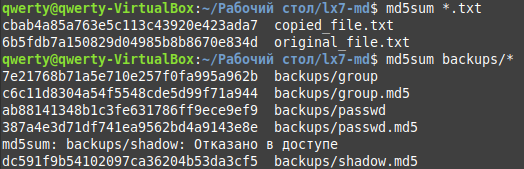 qwerty@qwerty-VirtualBox:~/Рабочий стол/lx7-md$ md5sum *.txt
cbab4a85a763e5c113c43920e423ada7  copied_file.txt
6b5fdb7a150829d04985b8b8670e834d  original_file.txt
qwerty@qwerty-VirtualBox:~/Рабочий стол/lx7-md$ md5sum backups/*
7e21768b71a5e710e257f0fa995a962b  backups/group
c6c11d8304a54f5548cde5d99f71a944  backups/group.md5
ab88141348b1c3fe631786ff9ece9ef9  backups/passwd
387a4e3d71df741ea9562bd4a9143e8e  backups/passwd.md5
md5sum: backups/shadow: Отказано в доступе
dc591f9b54102097ca36204b53da3cf5  backups/shadow.md5